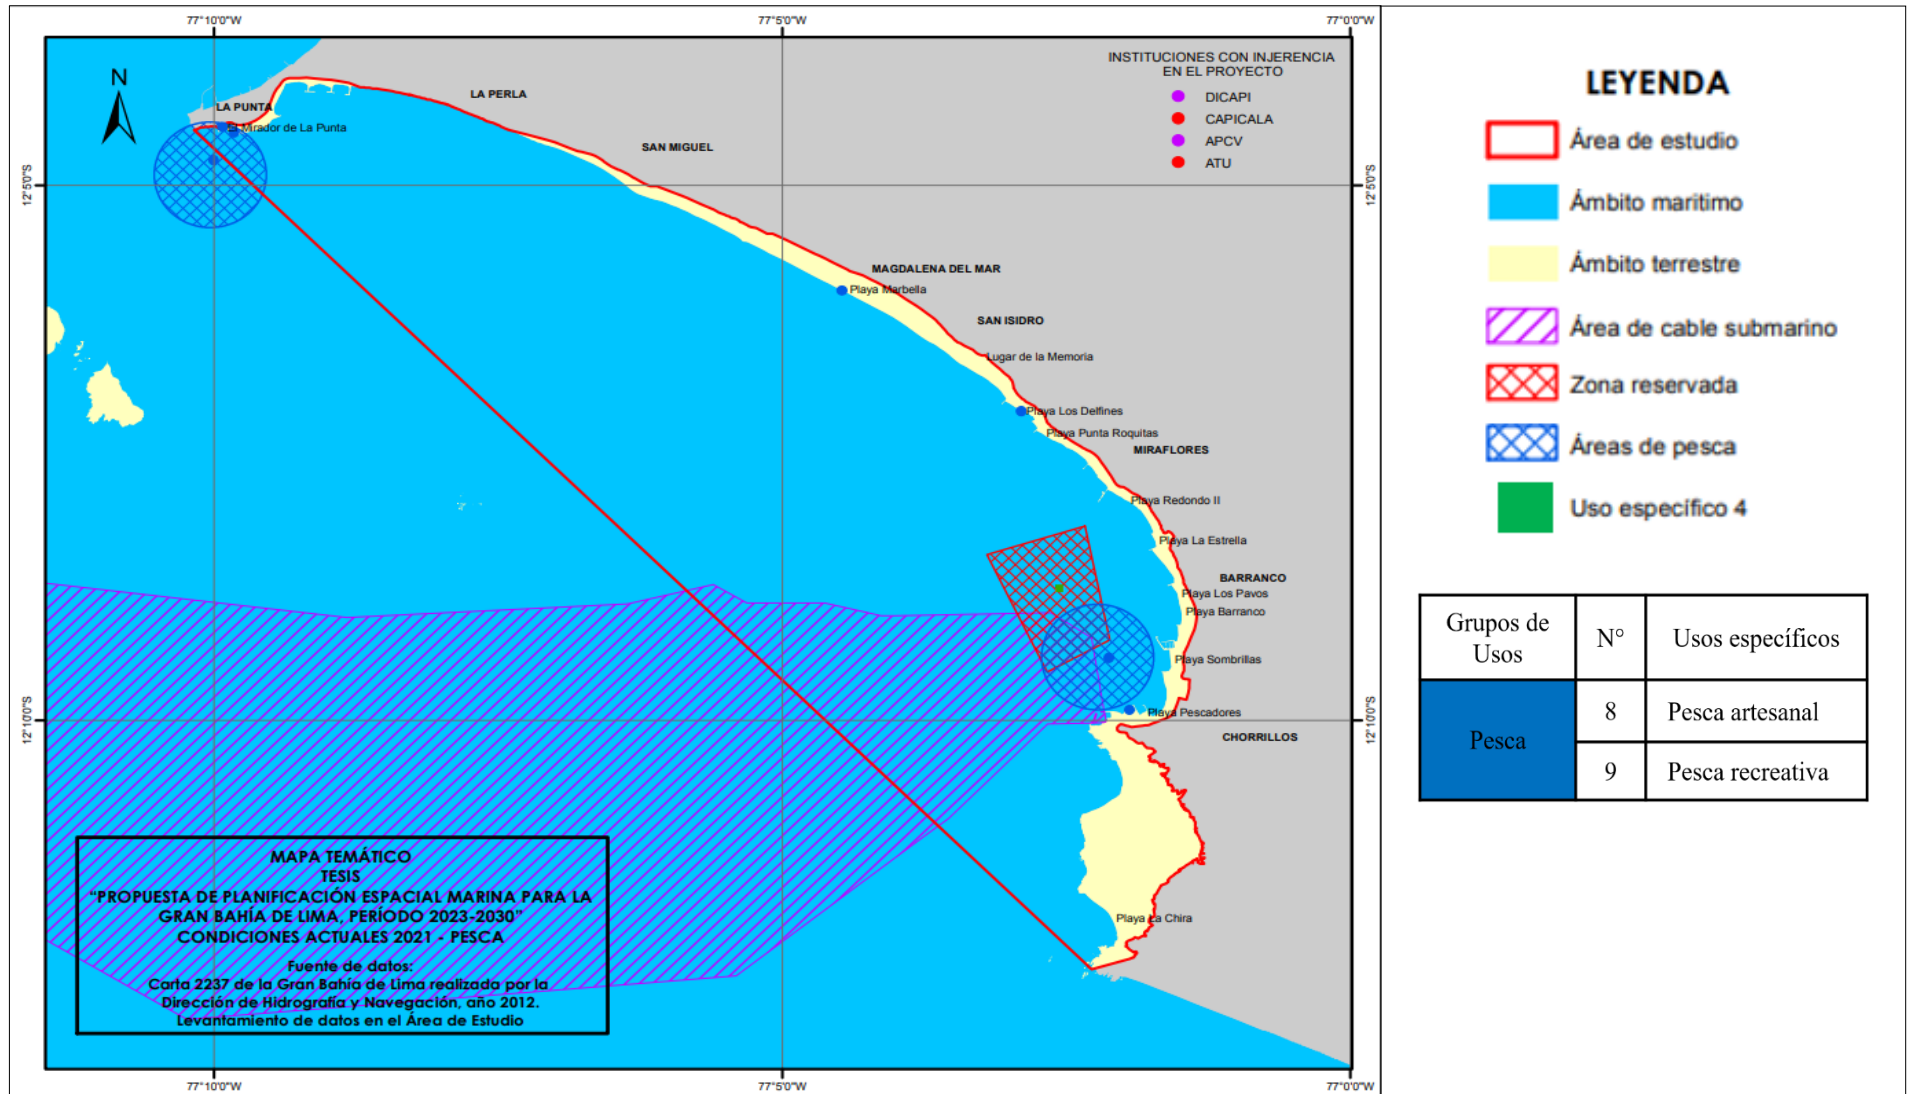 77°10'0"W
77°5'0"W
77°0'0"W
INSTITUCIONES CON INJERENCIA
EN EL PROYECTO
DICAPI
CAPICALA
APCV
ATU
N
LA PERLA
LA PUNTA
El Mirador de La Punta
SAN MIGUEL
12°5'0"S
12°5'0"S
MAGDALENA DEL MAR
Playa Marbella
SAN ISIDRO
Lugar de la Memoria
Playa Los Delfines
Playa Punta Roquitas
MIRAFLORES
Playa Redondo II
Playa La Estrella
BARRANCO
Playa Los Pavos
Playa Barranco
Playa Sombrillas
Playa Pescadores
12°10'0"S
12°10'0"S
CHORRILLOS
Playa La Chira
MAPA TEMÁTICO
TESIS
“PROPUESTA DE PLANIFICACIÓN ESPACIAL MARINA PARA LA
GRAN BAHÍA DE LIMA, PERÍODO 2023-2030”
CONDICIONES ACTUALES 2021 - PESCA
Fuente de datos:
Carta 2237 de la Gran Bahía de Lima realizada por la
Dirección de Hidrografía y Navegación, año 2012.
Levantamiento de datos en el Área de Estudio
77°10'0"W
77°5'0"W
77°0'0"W
LEYENDA
Área de estudio
Ámbito maritimo
Ámbito terrestre
Área de cable submarino
Zona reservada
Áreas de pesca
Uso específico 4
Grupos de
Usos
N°
Usos específicos
Pesca
8
Pesca artesanal
9
Pesca recreativa